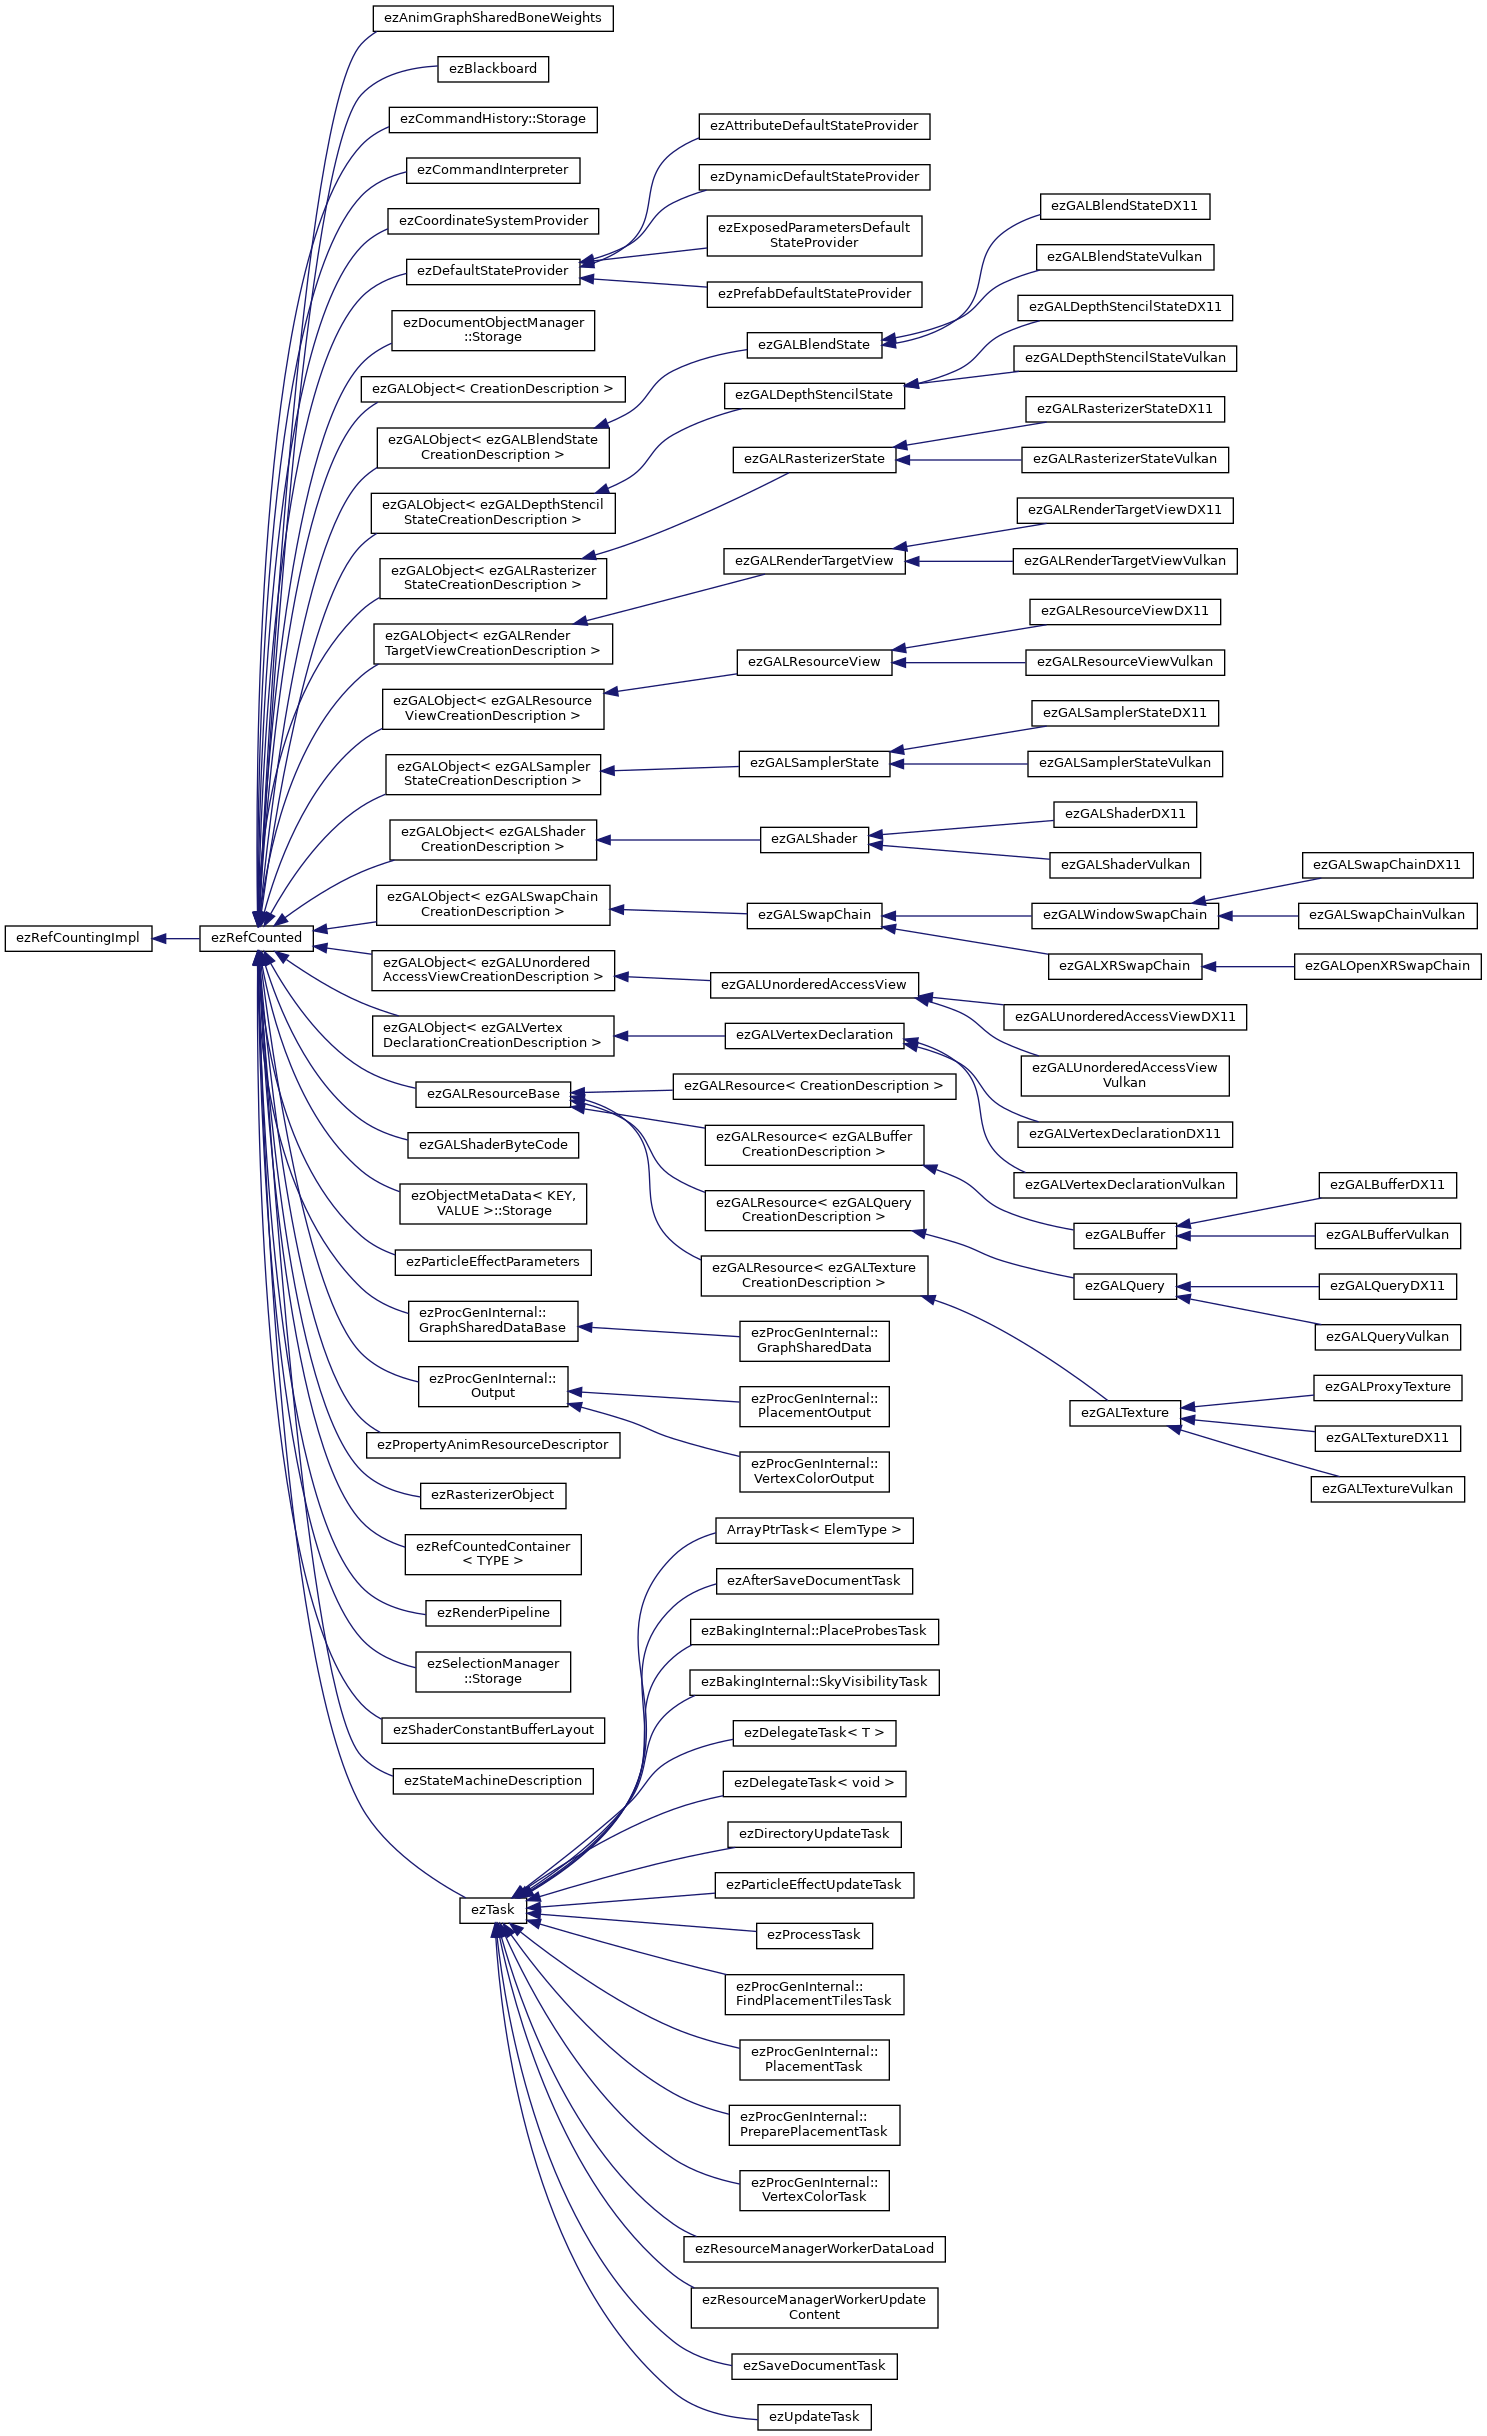 ezRefCountingImpl
ezRefCounted
ezAnimGraphSharedBoneWeights
ezBlackboard
ezCommandHistory::Storage
ezCommandInterpreter
ezCoordinateSystemProvider
ezDefaultStateProvider
ezDocumentObjectManager
::Storage
ezGALObject< CreationDescription >
ezGALObject< ezGALBlendState
CreationDescription >
ezGALObject< ezGALDepthStencil
StateCreationDescription >
ezGALObject< ezGALRasterizer
StateCreationDescription >
ezGALObject< ezGALRender
TargetViewCreationDescription >
ezGALObject< ezGALResource
ViewCreationDescription >
ezGALObject< ezGALSampler
StateCreationDescription >
ezGALObject< ezGALShader
CreationDescription >
ezGALObject< ezGALSwapChain
CreationDescription >
ezGALObject< ezGALUnordered
AccessViewCreationDescription >
ezGALObject< ezGALVertex
DeclarationCreationDescription >
ezGALResourceBase
ezGALShaderByteCode
ezObjectMetaData< KEY,
VALUE >::Storage
ezParticleEffectParameters
ezProcGenInternal::
GraphSharedDataBase
ezProcGenInternal::
Output
ezPropertyAnimResourceDescriptor
ezRasterizerObject
ezRefCountedContainer
< TYPE >
ezRenderPipeline
ezSelectionManager
::Storage
ezShaderConstantBufferLayout
ezStateMachineDescription
ezTask
ezAttributeDefaultStateProvider
ezDynamicDefaultStateProvider
ezExposedParametersDefault
StateProvider
ezPrefabDefaultStateProvider
ezGALBlendState
ezGALDepthStencilState
ezGALRasterizerState
ezGALRenderTargetView
ezGALResourceView
ezGALSamplerState
ezGALShader
ezGALSwapChain
ezGALUnorderedAccessView
ezGALVertexDeclaration
ezGALResource< CreationDescription >
ezGALResource< ezGALBuffer
CreationDescription >
ezGALResource< ezGALQuery
CreationDescription >
ezGALResource< ezGALTexture
CreationDescription >
ezProcGenInternal::
GraphSharedData
ezProcGenInternal::
PlacementOutput
ezProcGenInternal::
VertexColorOutput
ArrayPtrTask< ElemType >
ezAfterSaveDocumentTask
ezBakingInternal::PlaceProbesTask
ezBakingInternal::SkyVisibilityTask
ezDelegateTask< T >
ezDelegateTask< void >
ezDirectoryUpdateTask
ezParticleEffectUpdateTask
ezProcessTask
ezProcGenInternal::
FindPlacementTilesTask
ezProcGenInternal::
PlacementTask
ezProcGenInternal::
PreparePlacementTask
ezProcGenInternal::
VertexColorTask
ezResourceManagerWorkerDataLoad
ezResourceManagerWorkerUpdate
Content
ezSaveDocumentTask
ezUpdateTask
ezGALBlendStateDX11
ezGALBlendStateVulkan
ezGALDepthStencilStateDX11
ezGALDepthStencilStateVulkan
ezGALRasterizerStateDX11
ezGALRasterizerStateVulkan
ezGALRenderTargetViewDX11
ezGALRenderTargetViewVulkan
ezGALResourceViewDX11
ezGALResourceViewVulkan
ezGALSamplerStateDX11
ezGALSamplerStateVulkan
ezGALShaderDX11
ezGALShaderVulkan
ezGALWindowSwapChain
ezGALXRSwapChain
ezGALUnorderedAccessViewDX11
ezGALUnorderedAccessView
Vulkan
ezGALVertexDeclarationDX11
ezGALVertexDeclarationVulkan
ezGALBuffer
ezGALQuery
ezGALTexture
ezGALSwapChainDX11
ezGALSwapChainVulkan
ezGALOpenXRSwapChain
ezGALBufferDX11
ezGALBufferVulkan
ezGALQueryDX11
ezGALQueryVulkan
ezGALProxyTexture
ezGALTextureDX11
ezGALTextureVulkan